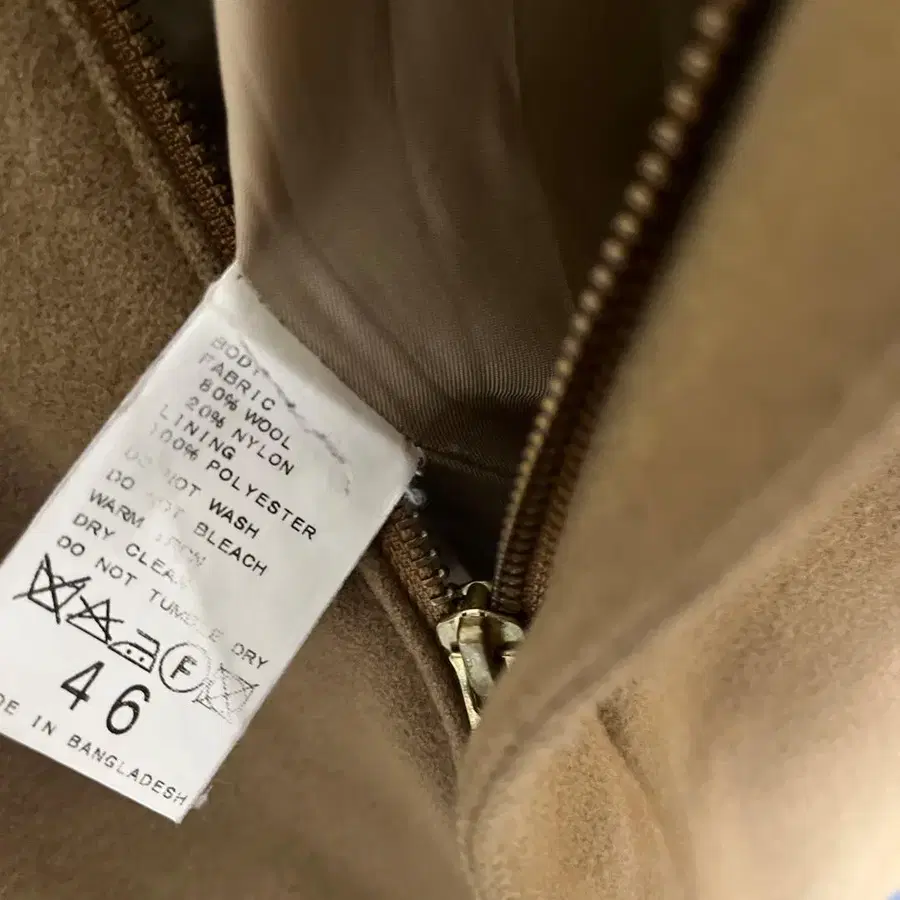 BODY
FABRIC
80% WOOL
20% NYLON
LINING
100% POLYESTER
DO NOT WASH
DO NOT BLEACH
WARM IRON
DRY CLEAN
DO NOT TUMBLE DRY
F
46
DE IN BANGLADESH